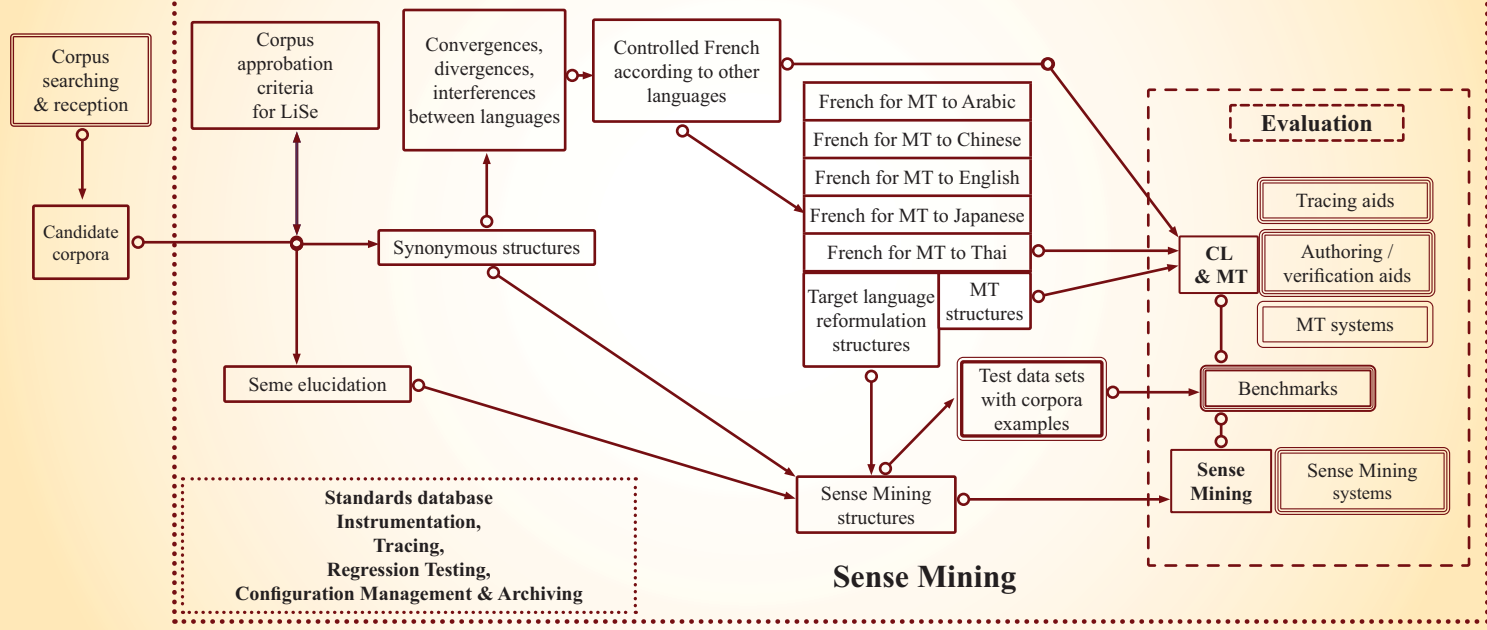 Corpus
searching
& reception
Candidate
corpora
Corpus
approbation
criteria
for LiSe
Convergences,
divergences,
interferences
between languages
Controlled French
according to other
languages
French for MT to Arabic
French for MT to Chinese
French for MT to English
French for MT to Japanese
French for MT to Thai
Target language
reformulation
structures
MT
structures
Synonymous structures
Seme elucidation
Test data sets
with corpora
examples
Sense Mining
structures
Evaluation
Tracing aids
CL
& MT
Authoring /
verification aids
MT systems
Benchmarks
Sense
Mining
Sense Mining
systems
Standards database
Instrumentation,
Tracing,
Regression Testing,
Configuration Management & Archiving
Sense Mining